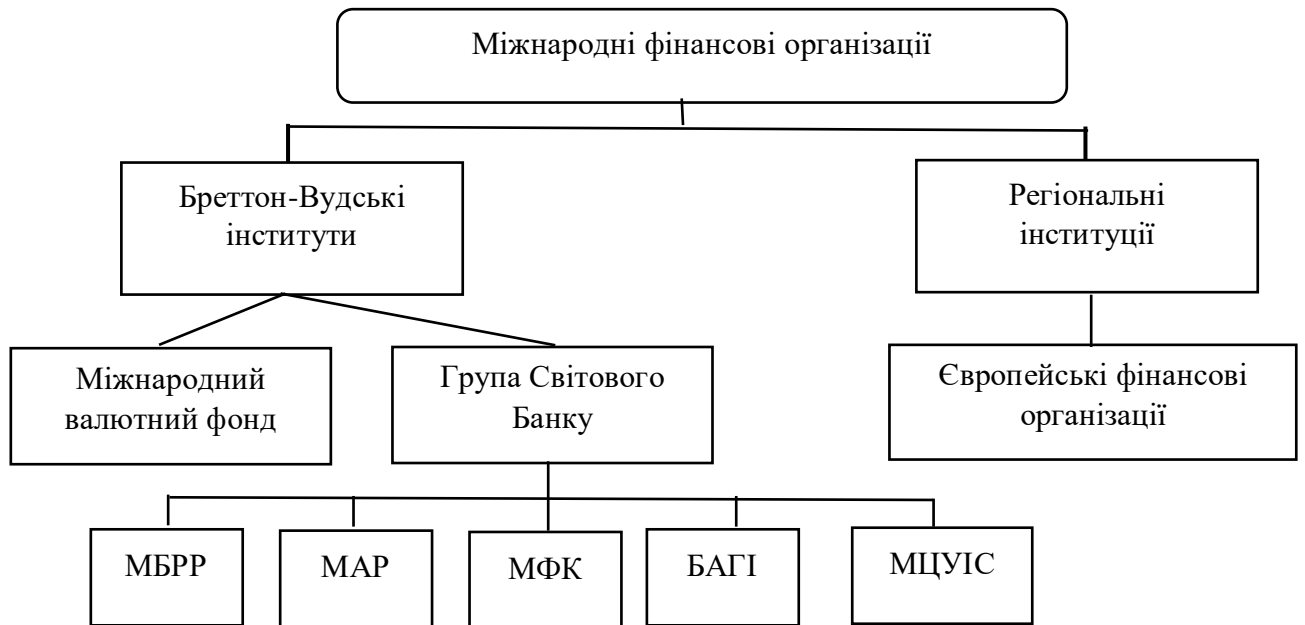 Міжнародні фінансові організації
Бреттон-Вудські
інститути
Регіональні
інституції
Міжнародний
валютний фонд
Група Світового
Банку
Європейські фінансові
організації
МБРР
МАР
МФК
БАГІ
МЦУІС